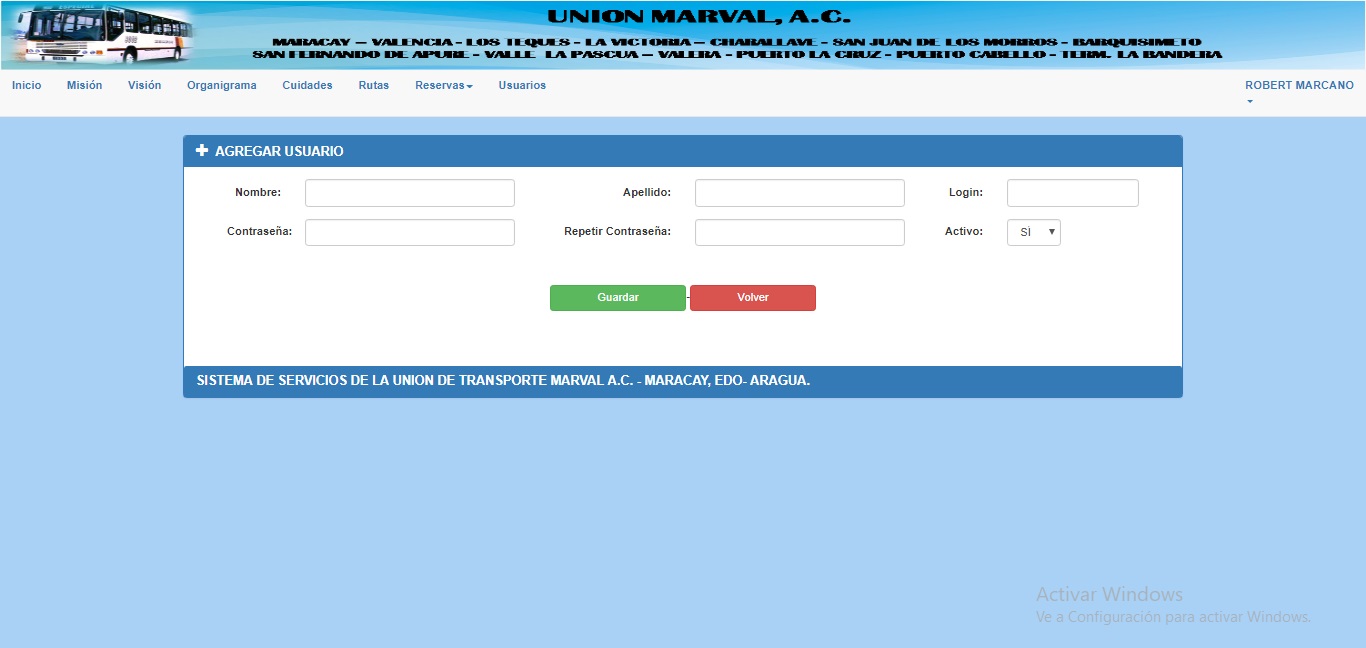 UNION MARVAL, A.C.
MARACAY – VALENCIA - LOS TEQUES - LA VICTORIA – CHARALLAVE - SAN JUAN DE LOS MORROS - BARQUISIMETO
SAN FERNANDO DE APURE - VALLE LA PASCUA – VALERA - PUERTO LA CRUZ - PUERTO CABELLO - TERM. LA BANDERA
Inicio Misión Visión Organigrama Cuidades Rutas Reservas Usuarios ROBERT MARCANO
AGREGAR USUARIO
Nombre: Apellido: Login:
Contraseña: Repetir Contraseña: Activo: SÌ
Guardar - Volver
SISTEMA DE SERVICIOS DE LA UNION DE TRANSPORTE MARVAL A.C. - MARACAY, EDO- ARAGUA.
Activar Windows
Ve a Configuración para activar Windows.